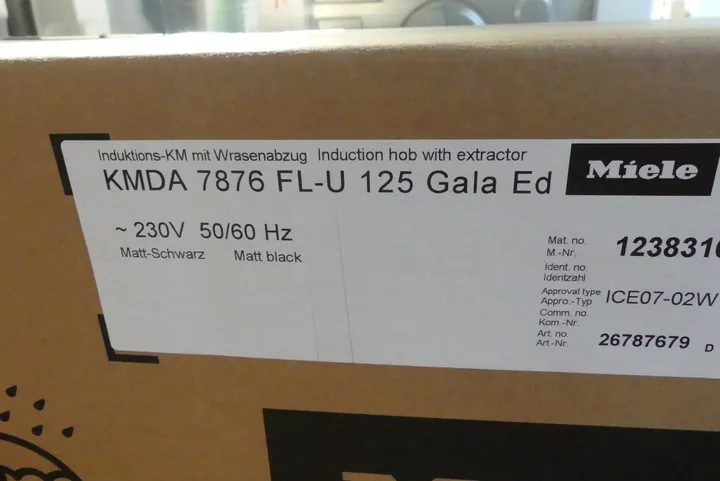 Induktions-KM mit Wrasenabzug Induction hob with extractor
KMDA 7876 FL-U 125 Gala Ed
Miele
~ 230V 50/60 Hz
Matt-Schwarz Matt black
Mat. no. 1238310
M.-Nr.
Ident. no.
Identzahl
Approval type ICE07-02W
Appro.-Typ
Comm. no.
Kom.-Nr.
Art. no. 26787679 D
Art.-Nr.